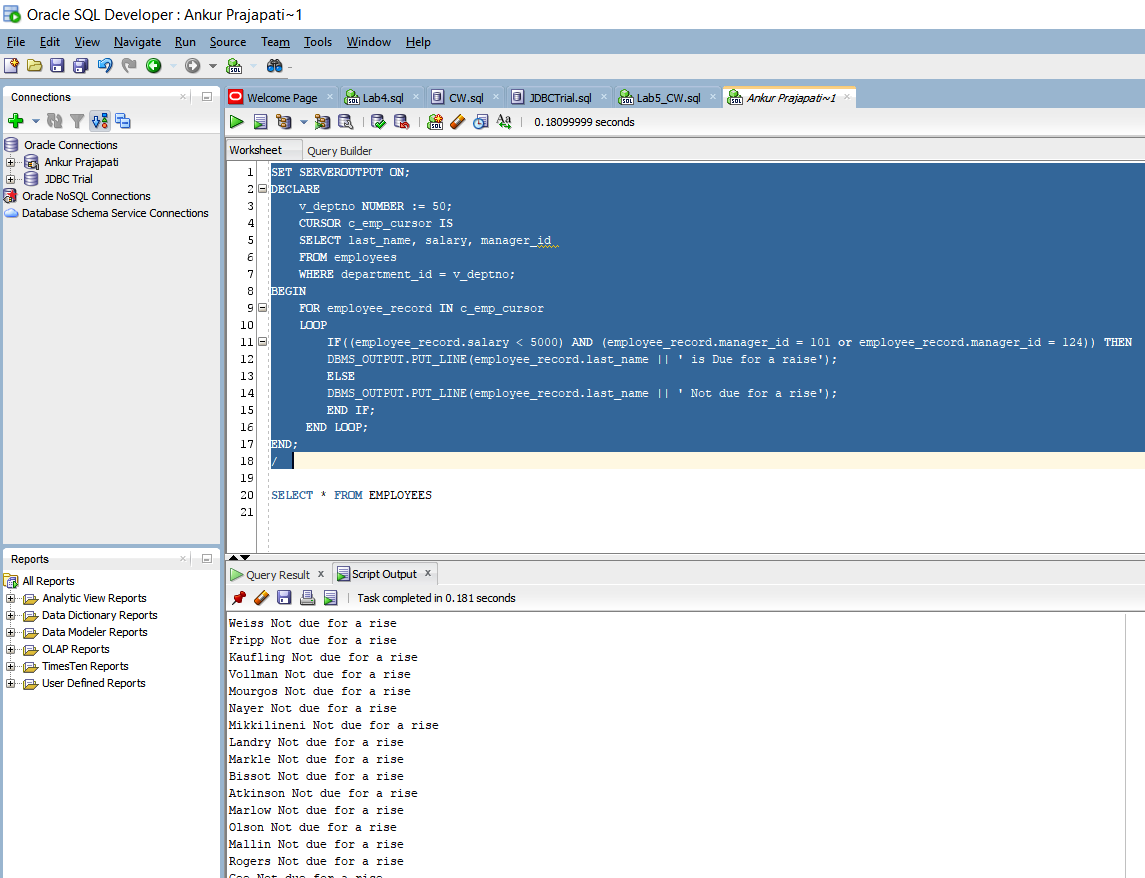 Oracle SQL Developer : Ankur Prajapati~1
File Edit View Navigate Run Source Team Tools Window Help
Connections
Oracle Connections
Ankur Prajapati
JDBC Trial
Oracle NoSQL Connections
Database Schema Service Connections
Reports
All Reports
Analytic View Reports
Data Dictionary Reports
Data Modeler Reports
OLAP Reports
TimesTen Reports
User Defined Reports
Welcome Page Lab4.sql CW.sql JDBCTrial.sql Lab5_CW.sql Ankur Prajapati~1
0.18099999 seconds
Worksheet Query Builder
1 SET SERVEROUTPUT ON;
2 DECLARE
3 v_deptno NUMBER := 50;
4 CURSOR c_emp_cursor IS
5 SELECT last_name, salary, manager_id
6 FROM employees
7 WHERE department_id = v_deptno;
8 BEGIN
9 FOR employee_record IN c_emp_cursor
10 LOOP
11 IF((employee_record.salary < 5000) AND (employee_record.manager_id = 101 or employee_record.manager_id = 124)) THEN
12 DBMS_OUTPUT.PUT_LINE(employee_record.last_name || ' is Due for a raise');
13 ELSE
14 DBMS_OUTPUT.PUT_LINE(employee_record.last_name || ' Not due for a rise');
15 END IF;
16 END LOOP;
17 END;
18 /
19
20 SELECT * FROM EMPLOYEES
21
Query Result x Script Output x
Task completed in 0.181 seconds
Weiss Not due for a rise
Fripp Not due for a rise
Kaufling Not due for a rise
Vollman Not due for a rise
Mourgos Not due for a rise
Nayer Not due for a rise
Mikkilineni Not due for a rise
Landry Not due for a rise
Markle Not due for a rise
Bissot Not due for a rise
Atkinson Not due for a rise
Marlow Not due for a rise
Olson Not due for a rise
Mallin Not due for a rise
Rogers Not due for a rise
Not due for a rise